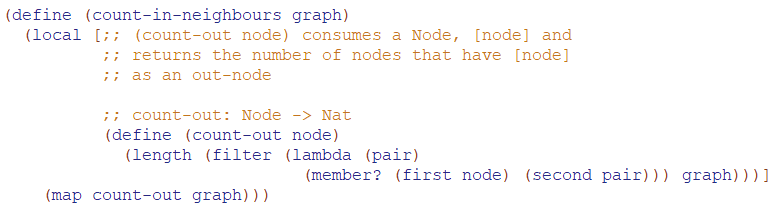 (define (count-in-neighbours graph)
(local [;; (count-out node) consumes a Node, [node] and
;; returns the number of nodes that have [node]
;; as an out-node
;; count-out: Node -> Nat
(define (count-out node)
(length (filter (lambda (pair)
(member? (first node) (second pair))) graph)))]
(map count-out graph)))